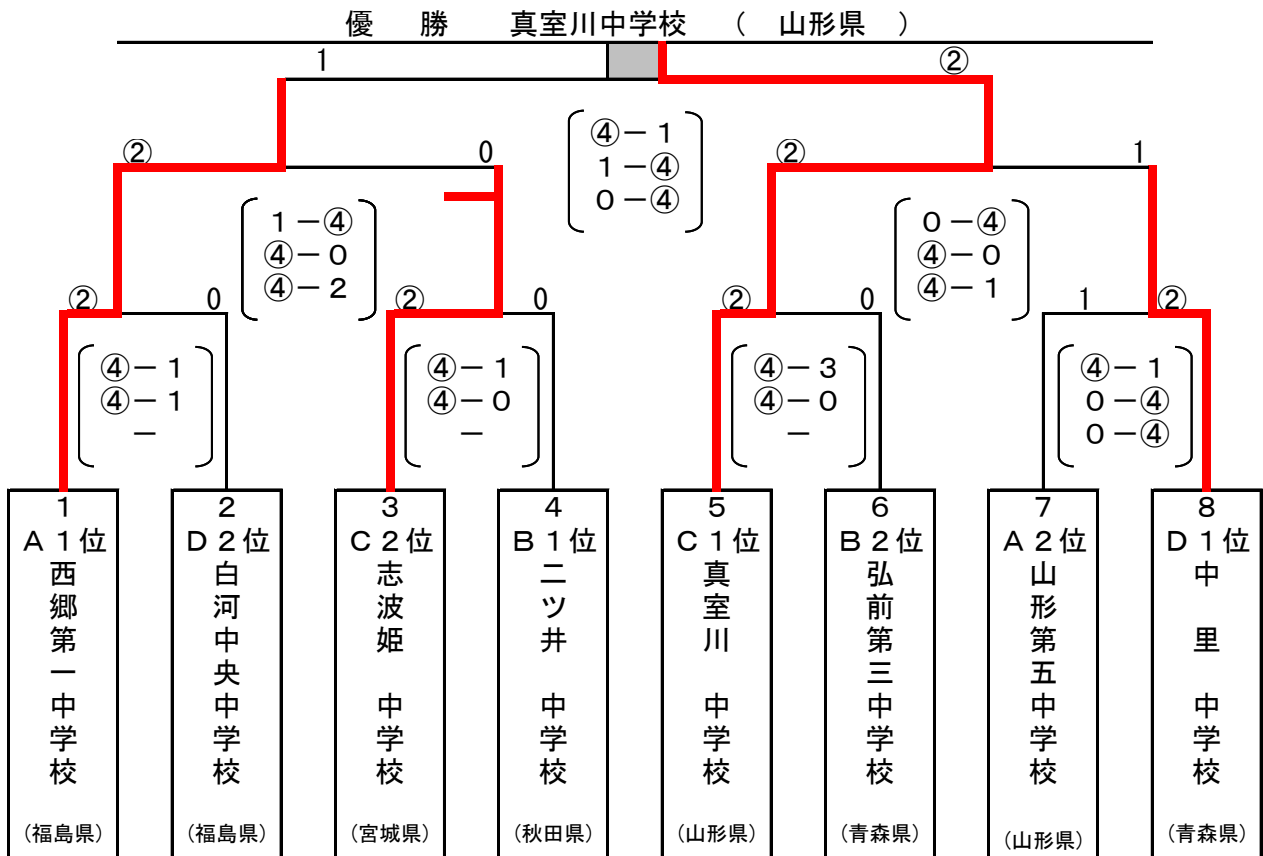 優　勝　真室川中学校　（　山形県　）
1　②
②　0　②　1
④－1
1－④
0－④
1－④
④－0
④－2
0－④
④－0
④－1
②　0　②　0　②　0　1　②
④－1
④－1
－
④－1
④－0
－
④－3
④－0
－
④－1
0－④
0－④
1
A1位
西郷第一中学校
（福島県）
2
D2位
白河中央中学校
（福島県）
3
C2位
志波姫　中学校
（宮城県）
4
B1位
二ツ井　中学校
（秋田県）
5
C1位
真室川　中学校
（山形県）
6
B2位
弘前第三中学校
（青森県）
7
A2位
山形第五中学校
（山形県）
8
D1位
中　里　中学校
（青森県）